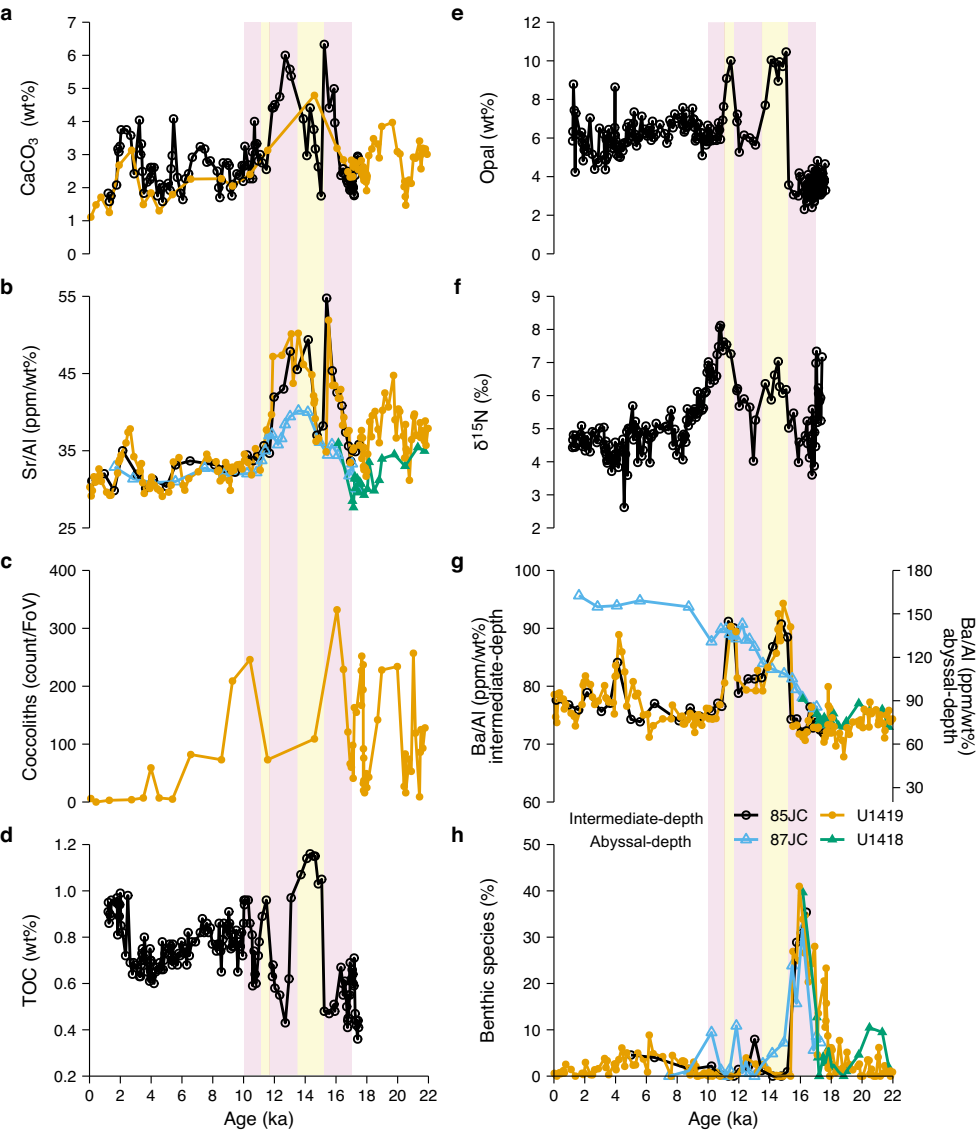 a
7
6
5
4
3
2
1
0
CaCO₃ (wt%)
b
55
45
35
25
Sr/Al (ppm/wt%)
c
400
300
200
100
0
Coccoliths (count/FoV)
d
1.2
1.0
0.8
0.6
0.4
0.2
TOC (wt%)
0 2 4 6 8 10 12 14 16 18 20 22
Age (ka)
e
12
10
8
6
4
2
0
Opal (wt%)
f
9
8
7
6
5
4
3
2
δ¹⁵N (‰)
g
100
90
80
70
60
Ba/Al (ppm/wt%)
intermediate-depth
180
150
120
90
60
30
Ba/Al (ppm/wt%)
abyssal-depth
Intermediate-depth 85JC U1419
Abyssal-depth 87JC U1418
h
50
40
30
20
10
0
Benthic species (%)
0 2 4 6 8 10 12 14 16 18 20 22
Age (ka)